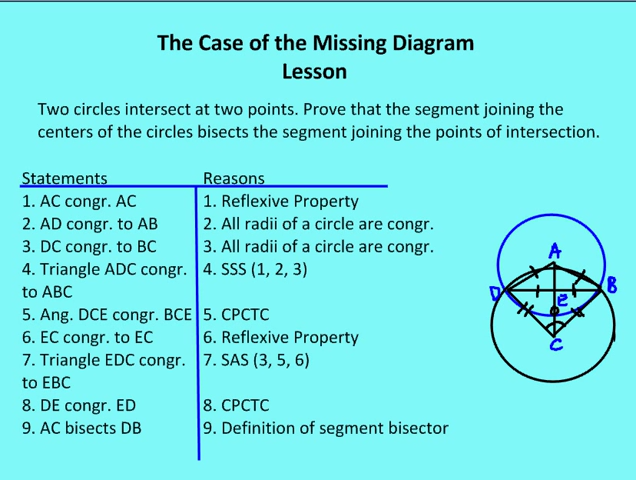 The Case of the Missing Diagram
Lesson
Two circles intersect at two points. Prove that the segment joining the
centers of the circles bisects the segment joining the points of intersection.
Statements Reasons
1. AC congr. AC 1. Reflexive Property
2. AD congr. to AB 2. All radii of a circle are congr.
3. DC congr. to BC 3. All radii of a circle are congr.
4. Triangle ADC congr. 4. SSS (1, 2, 3)
to ABC
5. Ang. DCE congr. BCE 5. CPCTC
6. EC congr. to EC 6. Reflexive Property
7. Triangle EDC congr. 7. SAS (3, 5, 6)
to EBC
8. DE congr. ED 8. CPCTC
9. AC bisects DB 9. Definition of segment bisector
A
D
B
E
C